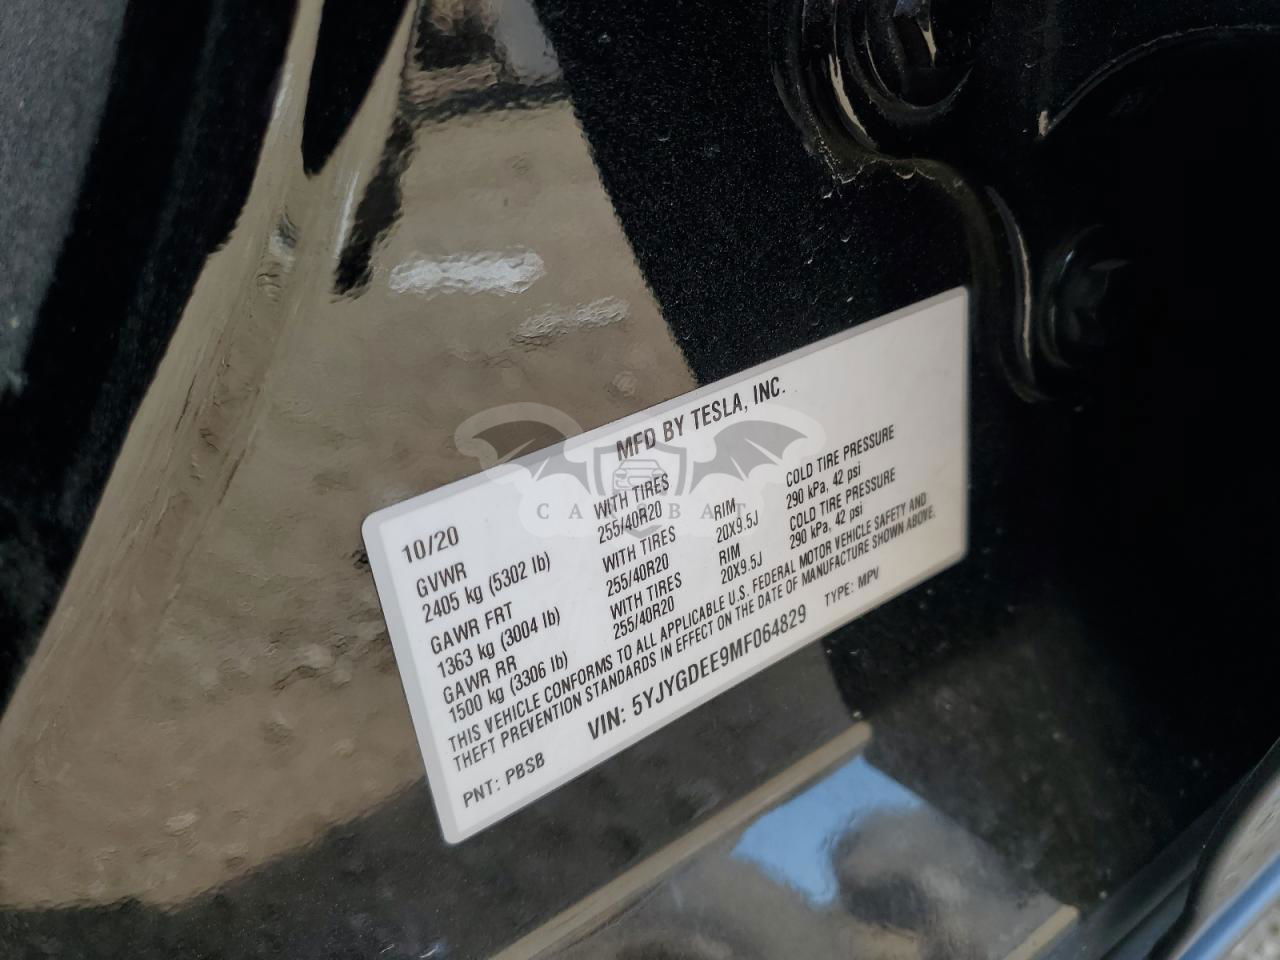 MFD BY TESLA, INC.
10/20
GVWR
2405 kg (5302 lb)
GAWR FRT
1363 kg (3004 lb)
GAWR RR
1500 kg (3306 lb)
WITH TIRES
255/40R20
WITH TIRES
255/40R20
WITH TIRES
255/40R20
RIM
20X9.5J
RIM
20X9.5J
COLD TIRE PRESSURE
290 kPa, 42 psi
COLD TIRE PRESSURE
290 kPa, 42 psi
THIS VEHICLE CONFORMS TO ALL APPLICABLE U.S. FEDERAL MOTOR VEHICLE SAFETY AND
THEFT PREVENTION STANDARDS IN EFFECT ON THE DATE OF MANUFACTURE SHOWN ABOVE.
PNT: PBSB
VIN: 5YJYGDEE9MF064829
TYPE: MPV